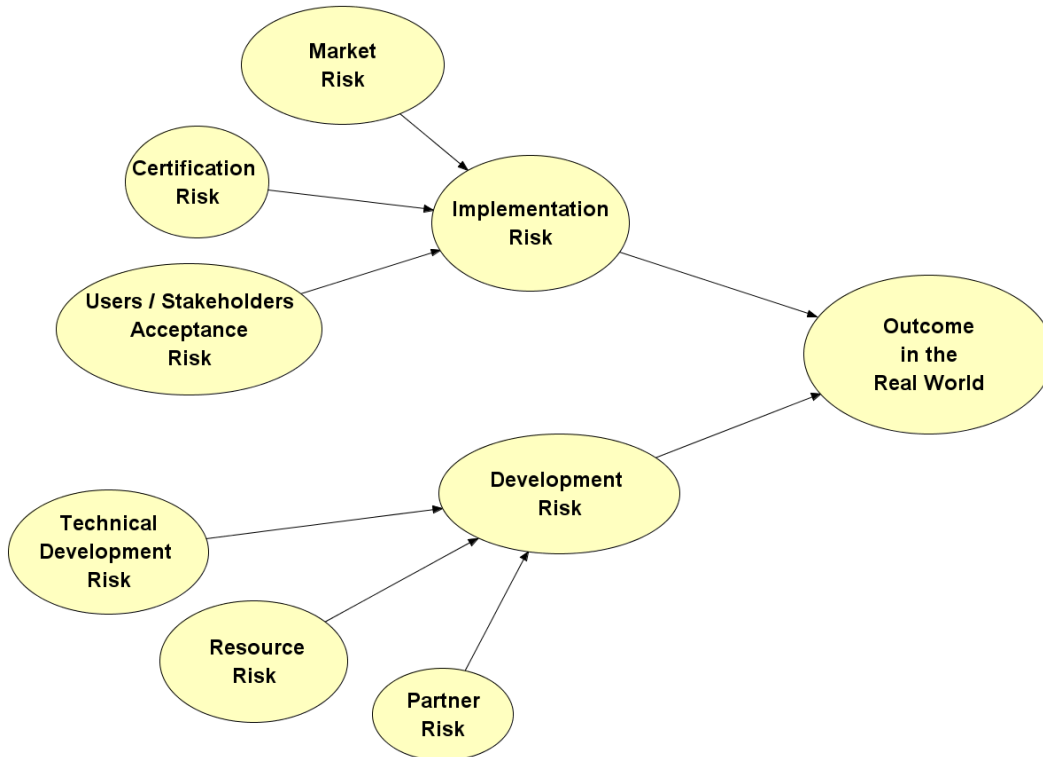 Market
Risk
Certification
Risk
Implementation
Risk
Users / Stakeholders
Acceptance
Risk
Outcome
in the
Real World
Development
Risk
Technical
Development
Risk
Resource
Risk
Partner
Risk